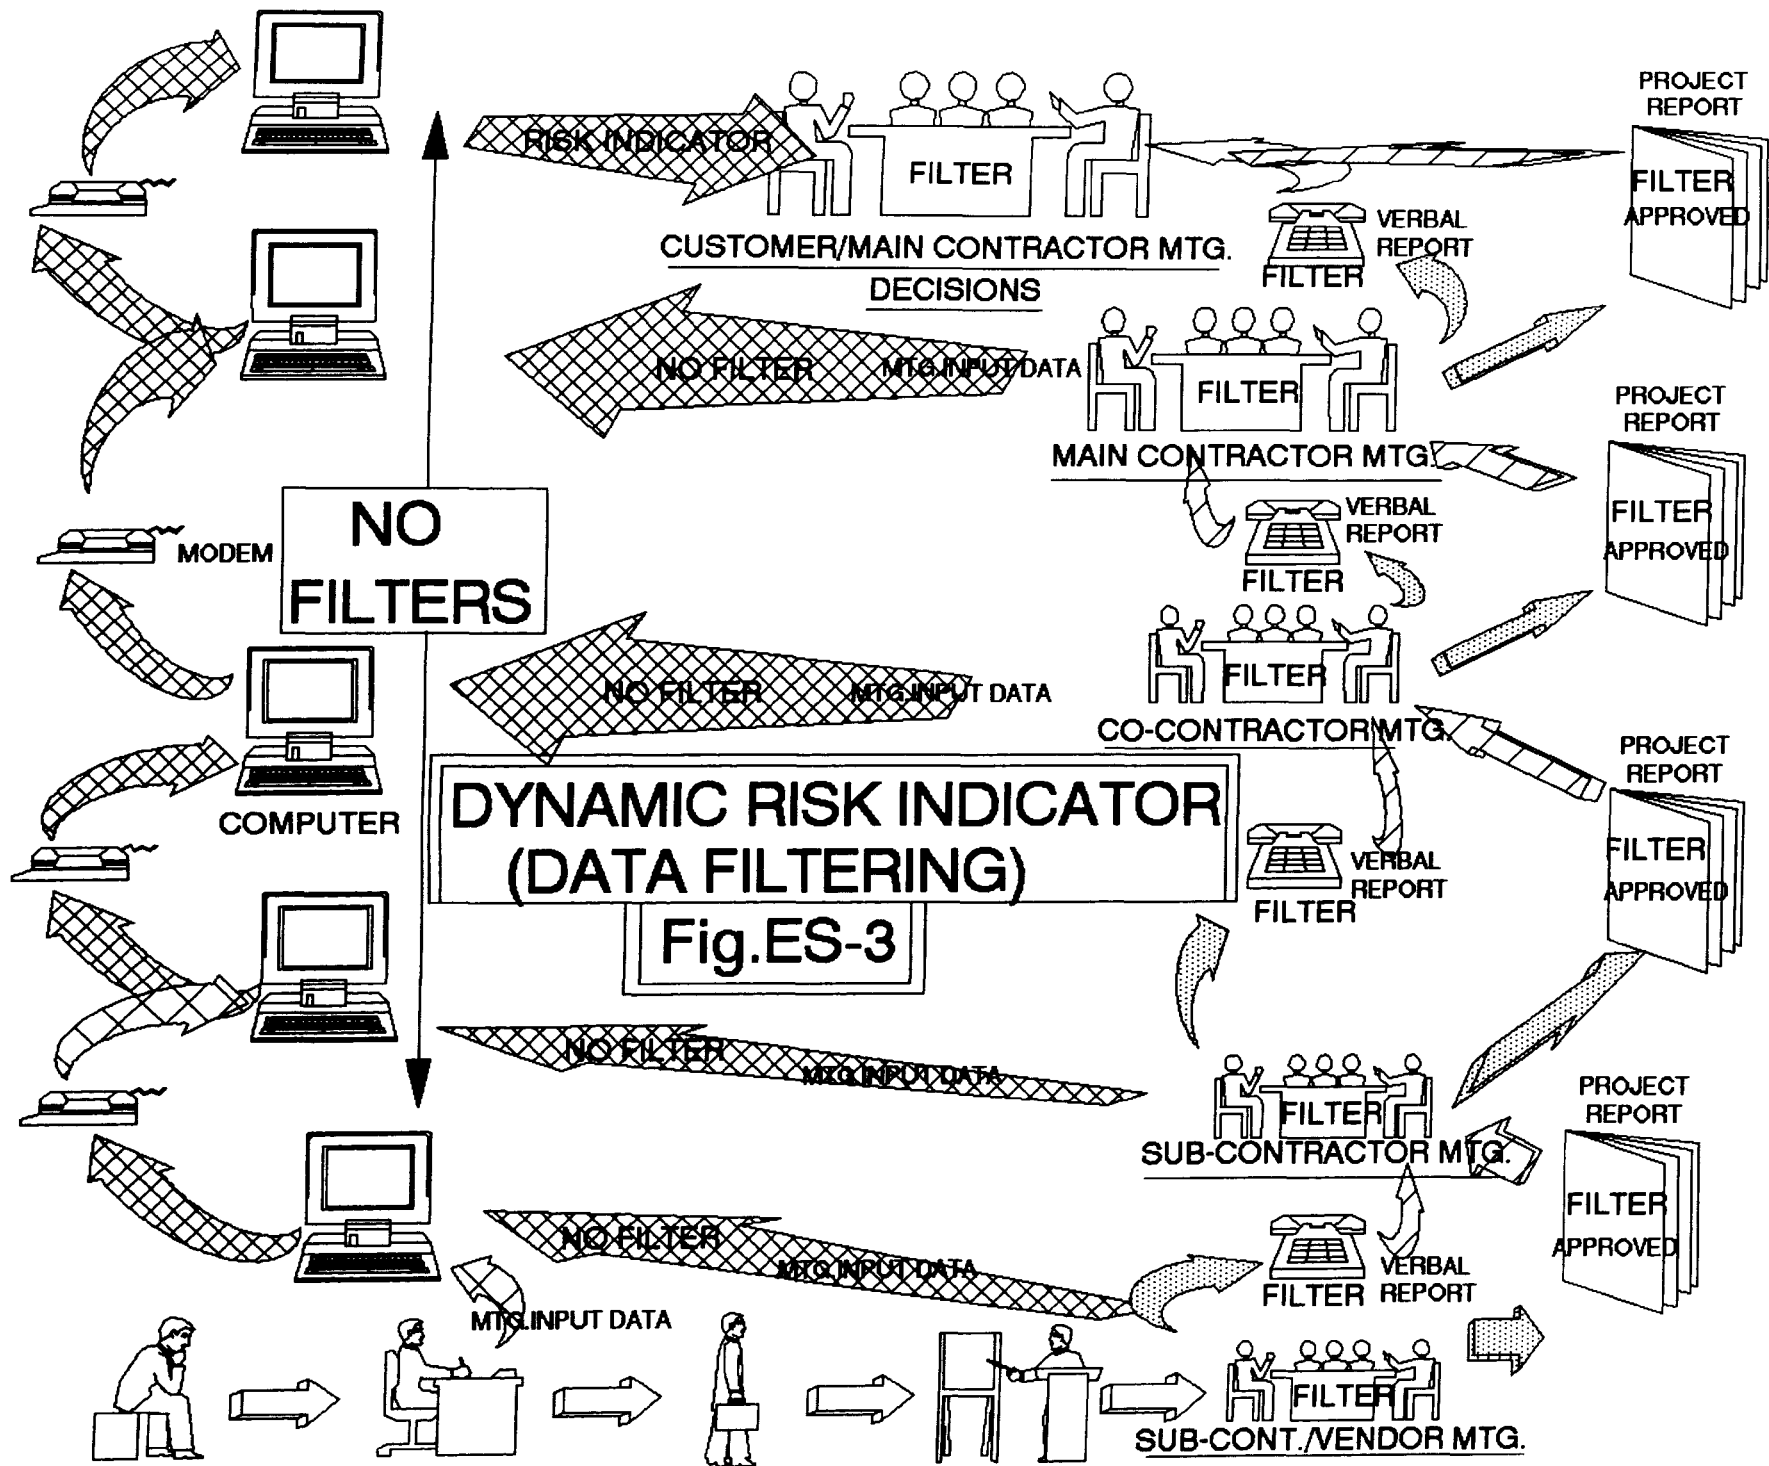 PROJECT
REPORT
RISK INDICATOR
FILTER
FILTER
APPROVED
VERBAL
REPORT
FILTER
CUSTOMER/MAIN CONTRACTOR MTG.
DECISIONS
NO FILTER
MTG.INPUT DATA
FILTER
MAIN CONTRACTOR MTG.
PROJECT
REPORT
FILTER
APPROVED
VERBAL
REPORT
FILTER
NO
FILTERS
MODEM
NO FILTER
MTG.INPUT DATA
FILTER
CO-CONTRACTOR MTG.
PROJECT
REPORT
FILTER
APPROVED
COMPUTER
DYNAMIC RISK INDICATOR
(DATA FILTERING)
Fig.ES-3
VERBAL
REPORT
FILTER
NO FILTER
MTG.INPUT DATA
FILTER
SUB-CONTRACTOR MTG.
PROJECT
REPORT
FILTER
APPROVED
NO FILTER
MTG.INPUT DATA
VERBAL
REPORT
FILTER
MTG.INPUT DATA
FILTER
SUB-CONT./VENDOR MTG.